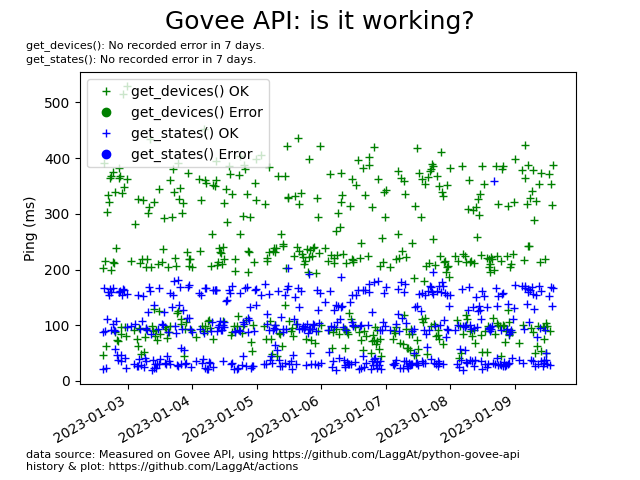 Govee API: is it working?
get_devices(): No recorded error in 7 days.
get_states(): No recorded error in 7 days.
get_devices() OK
get_devices() Error
get_states() OK
get_states() Error
500
400
300
200
100
0
Ping (ms)
2023-01-03
2023-01-04
2023-01-05
2023-01-06
2023-01-07
2023-01-08
2023-01-09
data source: Measured on Govee API, using https://github.com/LaggAt/python-govee-api
history & plot: https://github.com/LaggAt/actions